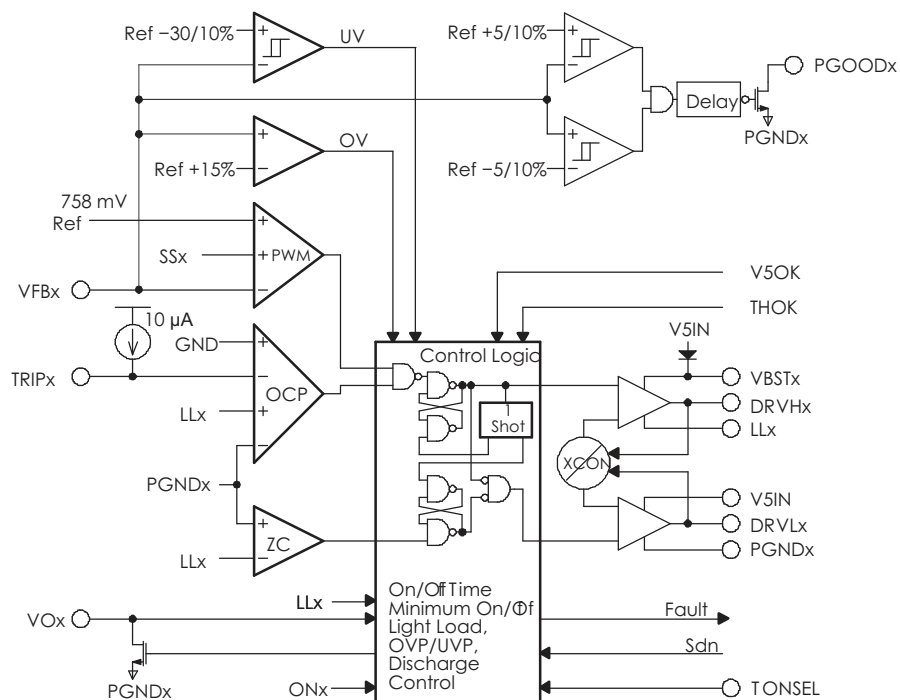 Ref −30/10%
+
−
UV
Ref +5/10%
+
−
PGOODx
Delay
PGNDx
+
−
OV
Ref +15%
+
−
Ref −5/10%
758 mV
Ref
+
+
−
PWM
SSx
VFBx
V5OK
THOK
10 µA
GND
+
−
+
−
OCP
TRIPx
LLx
PGNDx
Control Logic
1
Shot
V5IN
VBSTx
DRVHx
LLx
XCON
V5IN
DRVLx
PGNDx
+
−
ZC
LLx
LLx
VOx
PGNDx
ONx
On/Off Time
Minimum On/Off
Light Load,
OVP/UVP,
Discharge
Control
Fault
Sdn
TONSEL